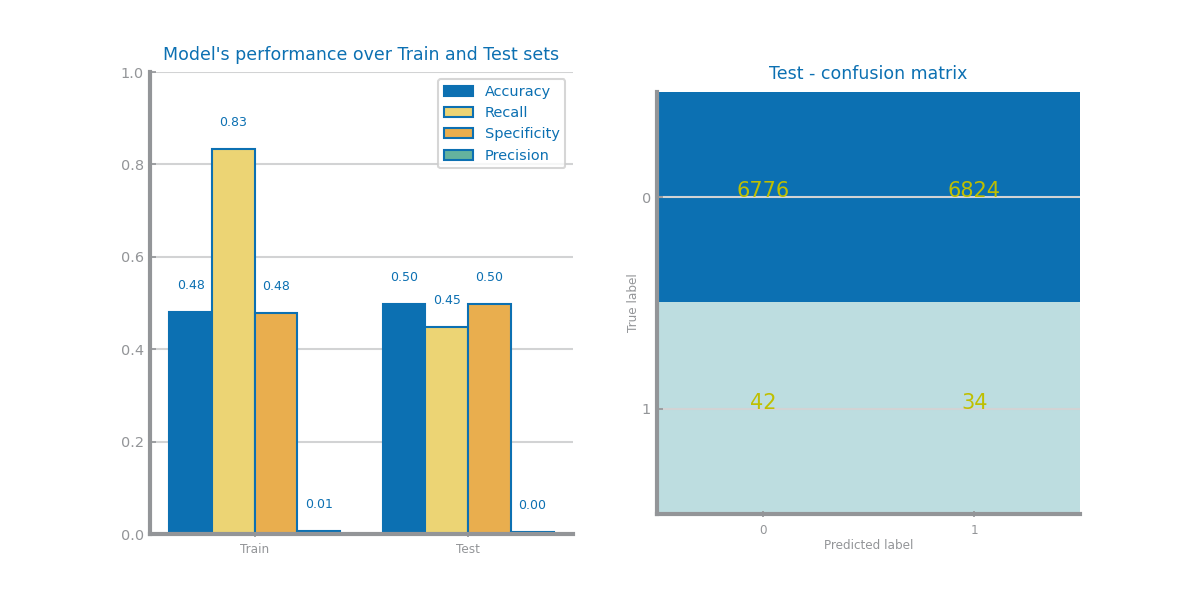 Model's performance over Train and Test sets
1.0
0.8
0.6
0.4
0.2
0.0
Accuracy
Recall
Specificity
Precision
0.48
0.83
0.48
0.01
0.50
0.45
0.50
0.00
Train
Test
Test - confusion matrix
True label
0
1
6776
6824
42
34
0
1
Predicted label